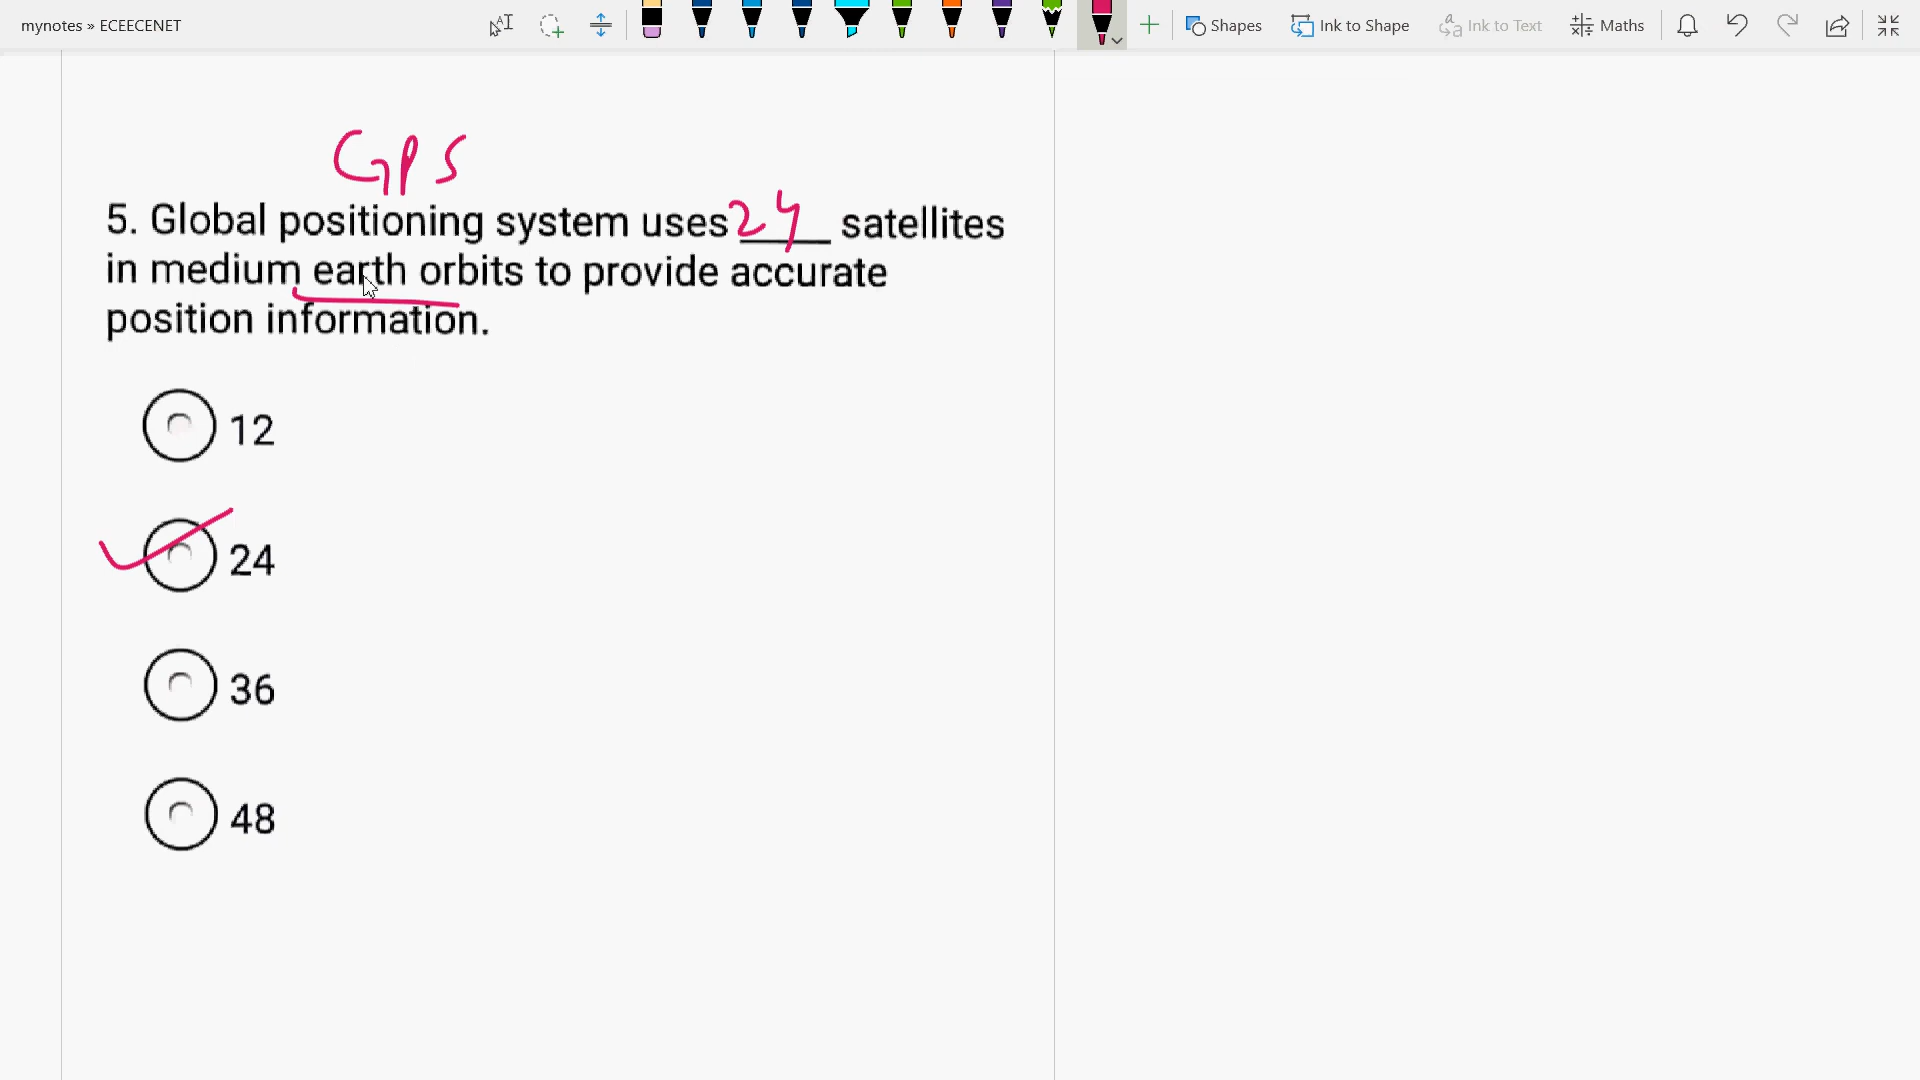 mynotes » ECEECENET
Shapes
Ink to Shape
Ink to Text
Maths
GPS
5. Global positioning system uses 24 satellites
in medium earth orbits to provide accurate
position information.
12
24
36
48